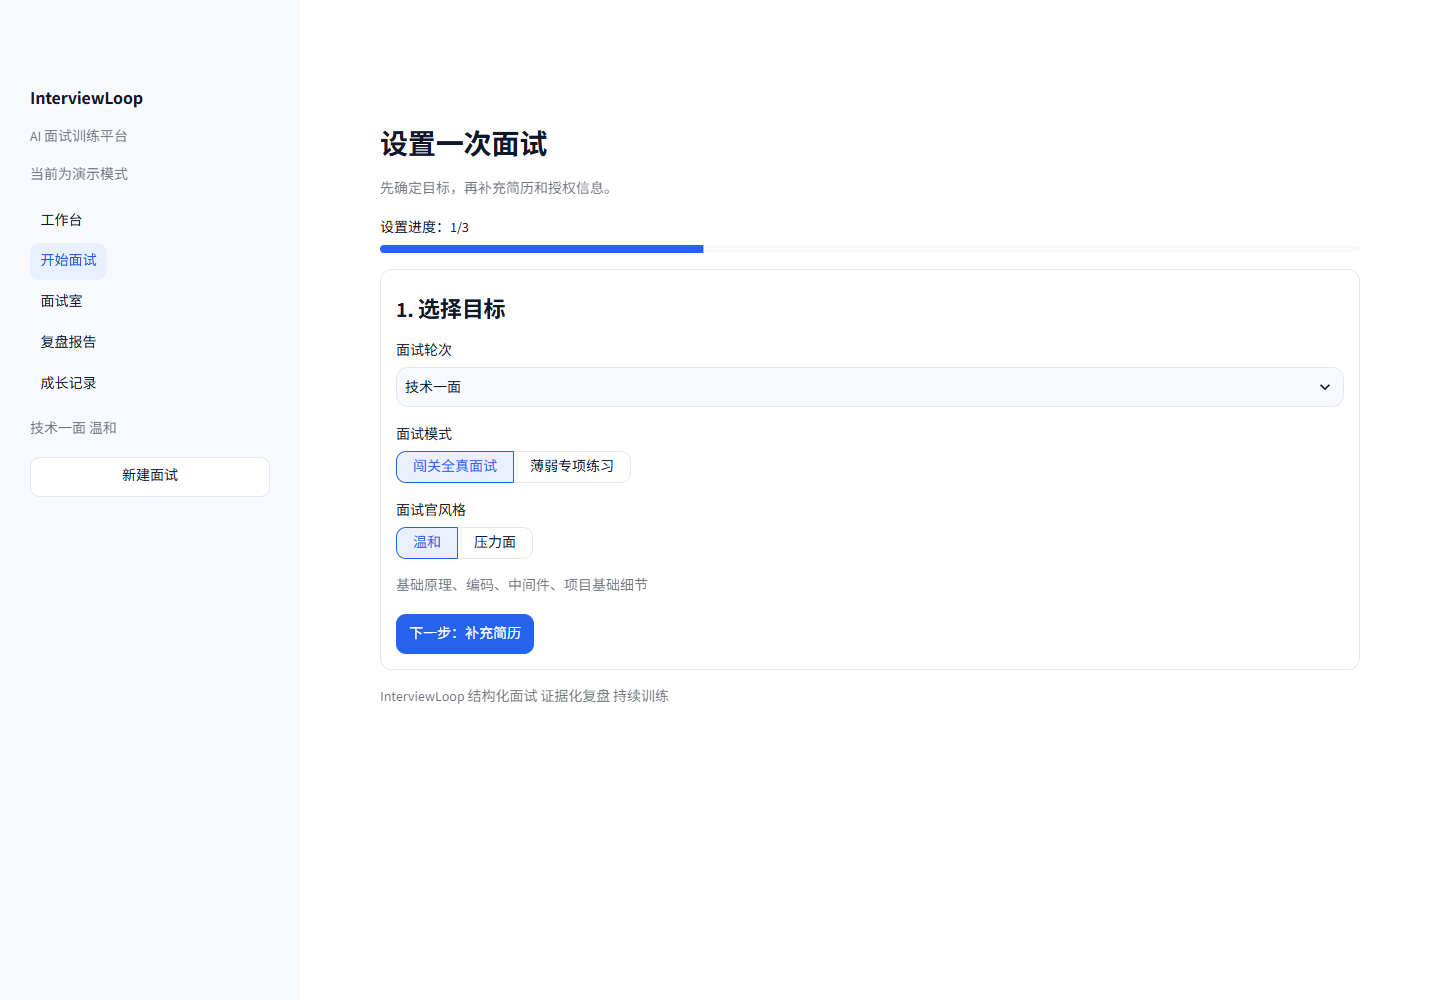 InterviewLoop
AI 面试训练平台
当前为演示模式
工作台
开始面试
面试室
复盘报告
成长记录
技术一面 温和
新建面试
设置一次面试
先确定目标，再补充简历和授权信息。
设置进度：1/3
1. 选择目标
面试轮次
技术一面
面试模式
闯关全真面试
薄弱专项练习
面试官风格
温和
压力面
基础原理、编码、中间件、项目基础细节
下一步：补充简历
InterviewLoop 结构化面试 证据化复盘 持续训练